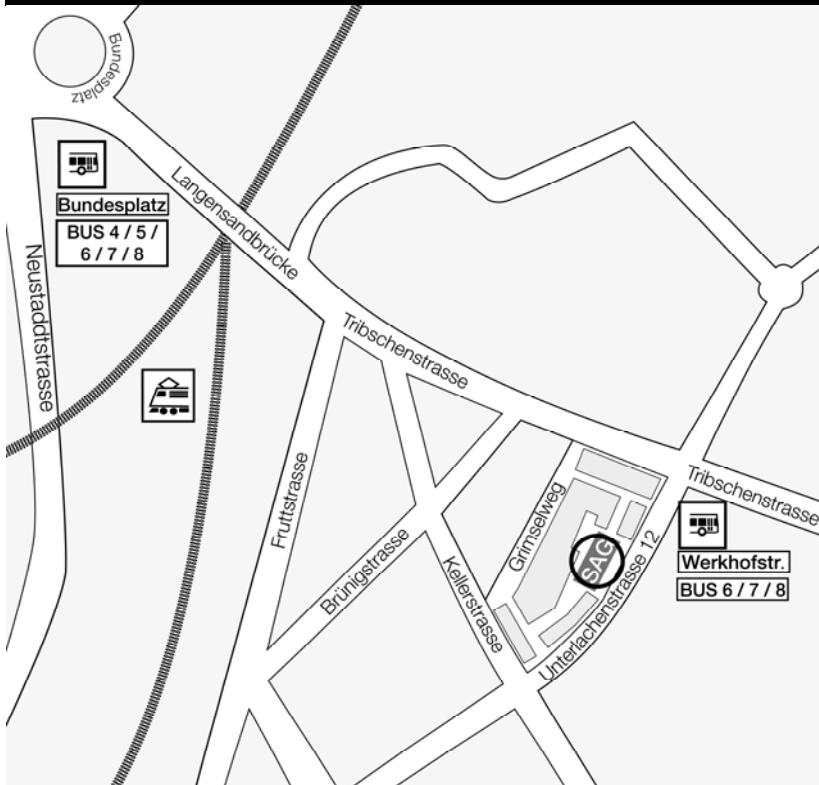 Bundesplatz
Bundesplatz
BUS 4 / 5 /
6 / 7 / 8
Langensandbrücke
Neustaddtstrasse
Tribschenstrasse
Fruttstrasse
Brünigstrasse
Kellerstrasse
Grimselweg
SAG
Unterlachenstrasse 12
Tribschenstrasse
Werkhofstr.
BUS 6 / 7 / 8